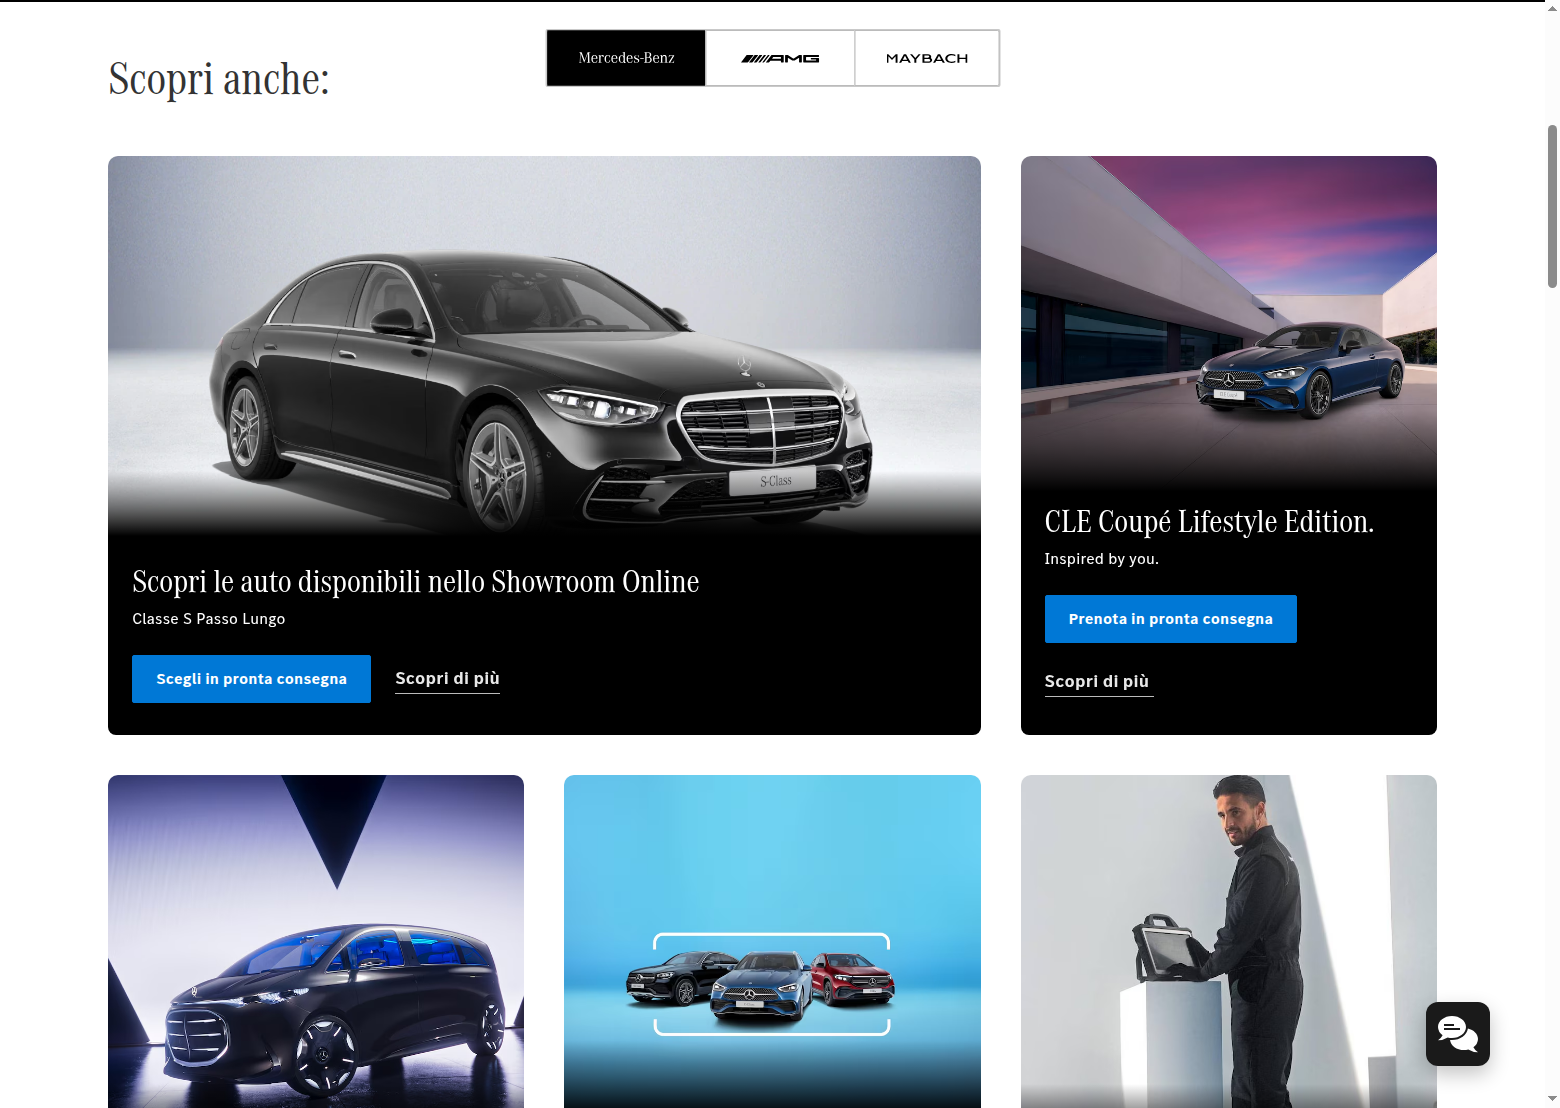 Mercedes-Benz
AMG
MAYBACH
Scopri anche:
S-Class
Scopri le auto disponibili nello Showroom Online
Classe S Passo Lungo
Scegli in pronta consegna
Scopri di più
CLE Coupé
CLE Coupé Lifestyle Edition.
Inspired by you.
Prenota in pronta consegna
Scopri di più